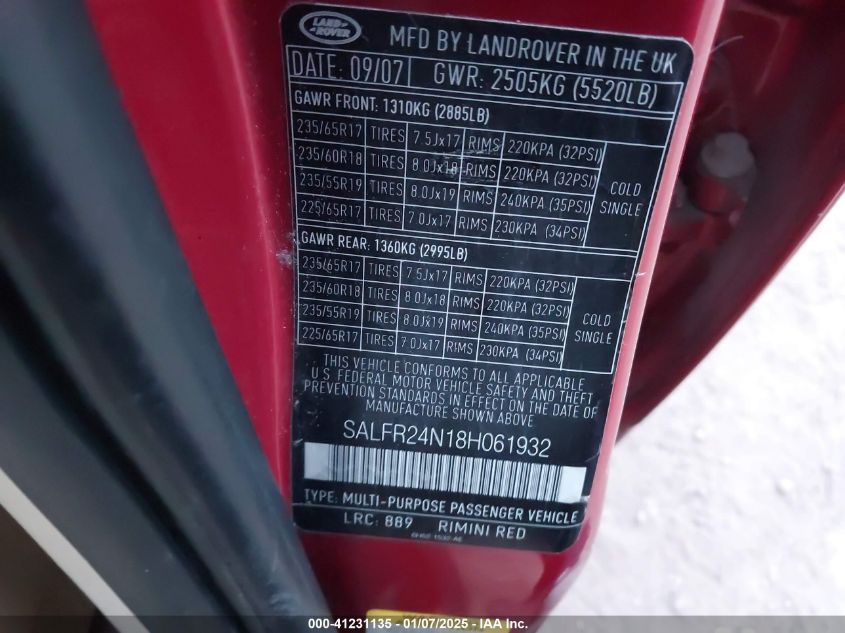 LAND ROVER
MFD BY LANDROVER IN THE UK
DATE: 09/07 GWR: 2505KG (5520LB)
GAWR FRONT: 1310KG (2885LB)
235/65R17 TIRES 7.5Jx17 RIMS 220KPA (32PSI)
235/60R18 TIRES 8.0Jx18 RIMS 220KPA (32PSI)
235/55R19 TIRES 8.0Jx19 RIMS 240KPA (35PSI)
225/65R17 TIRES 7.0Jx17 RIMS 230KPA (34PSI)
COLD
SINGLE
GAWR REAR: 1360KG (2995LB)
235/65R17 TIRES 7.5Jx17 RIMS 220KPA (32PSI)
235/60R18 TIRES 8.0Jx18 RIMS 220KPA (32PSI)
235/55R19 TIRES 8.0Jx19 RIMS 240KPA (35PSI)
225/65R17 TIRES 7.0Jx17 RIMS 230KPA (34PSI)
COLD
SINGLE
THIS VEHICLE CONFORMS TO ALL APPLICABLE
U.S. FEDERAL MOTOR VEHICLE SAFETY AND THEFT
PREVENTION STANDARDS IN EFFECT ON THE DATE OF
MANUFACTURE SHOWN ABOVE
SALFR24N18H061932
TYPE: MULTI-PURPOSE PASSENGER VEHICLE
LRC: 889 RIMINI RED
000-41231135 - 01/07/2025 - IAA Inc.